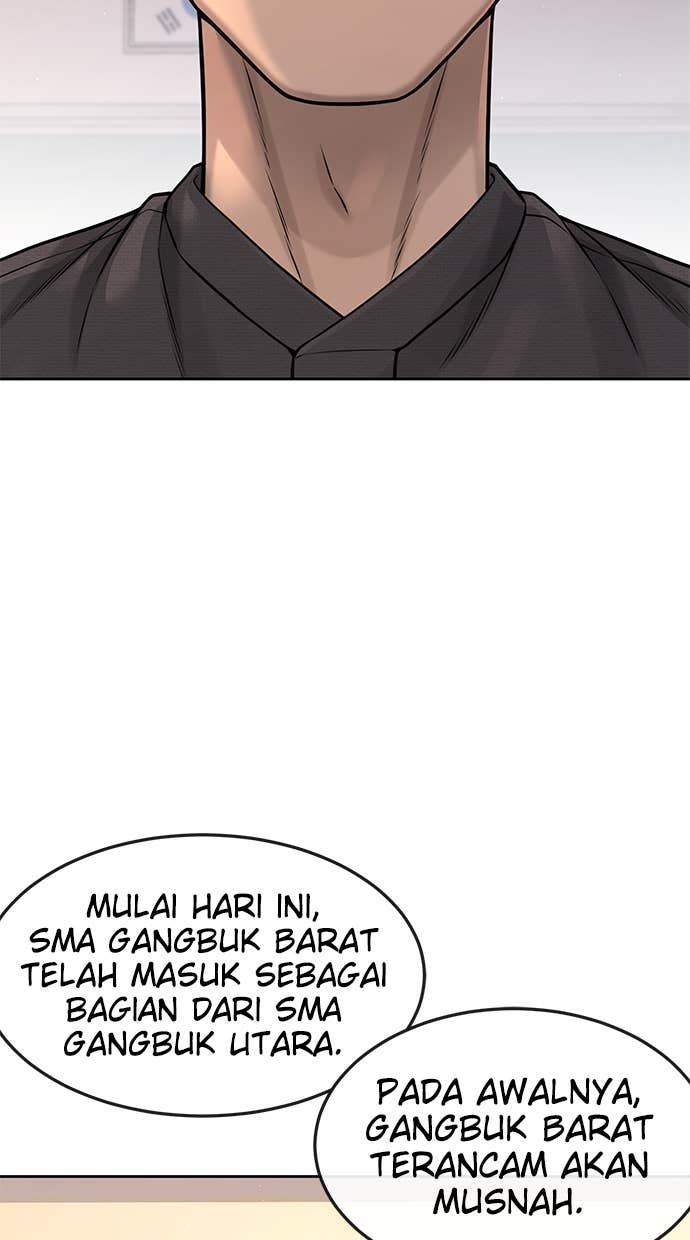 MULAI HARI INI,
SMA GANGBUK BARAT
TELAH MASUK SEBAGAI
BAGIAN DARI SMA
GANGBUK UTARA.
PADA AWALNYA,
GANGBUK BARAT
TERANCAM AKAN
MUSNAH.